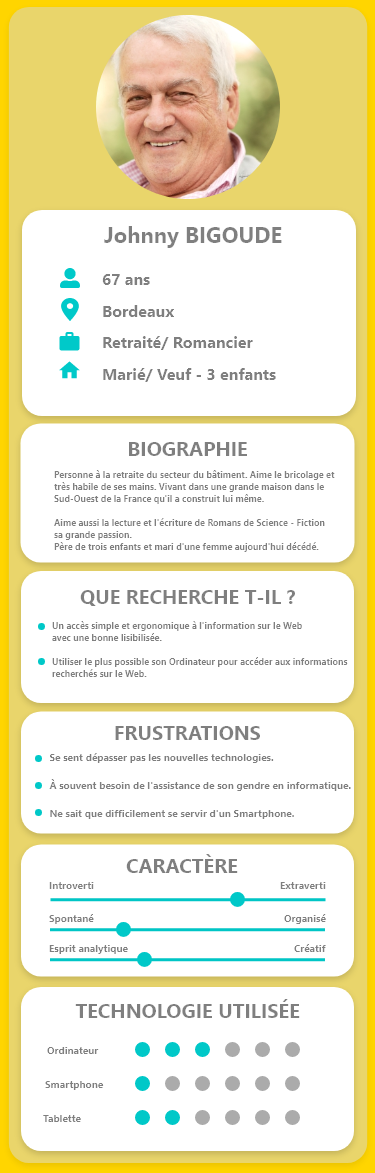 Johnny BIGOUDE
67 ans
Bordeaux
Retraité/ Romancier
Marié/ Veuf - 3 enfants
BIOGRAPHIE
Personne à la retraite du secteur du bâtiment. Aime le bricolage et
très habile de ses mains. Vivant dans une grande maison dans le
Sud-Ouest de la France qu'il a construit lui même.
Aime aussi la lecture et l'écriture de Romans de Science - Fiction
sa grande passion.
Père de trois enfants et mari d'une femme aujourd'hui décédé.
QUE RECHERCHE T-IL ?
Un accès simple et ergonomique à l'information sur le Web
avec une bonne lisibilisée.
Utiliser le plus possible son Ordinateur pour accéder aux informations
recherchés sur le Web.
FRUSTRATIONS
Se sent dépasser pas les nouvelles technologies.
À souvent besoin de l'assistance de son gendre en informatique.
Ne sait que difficilement se servir d'un Smartphone.
CARACTÈRE
Introverti Extraverti
Spontané Organisé
Esprit analytique Créatif
TECHNOLOGIE UTILISÉE
Ordinateur
Smartphone
Tablette